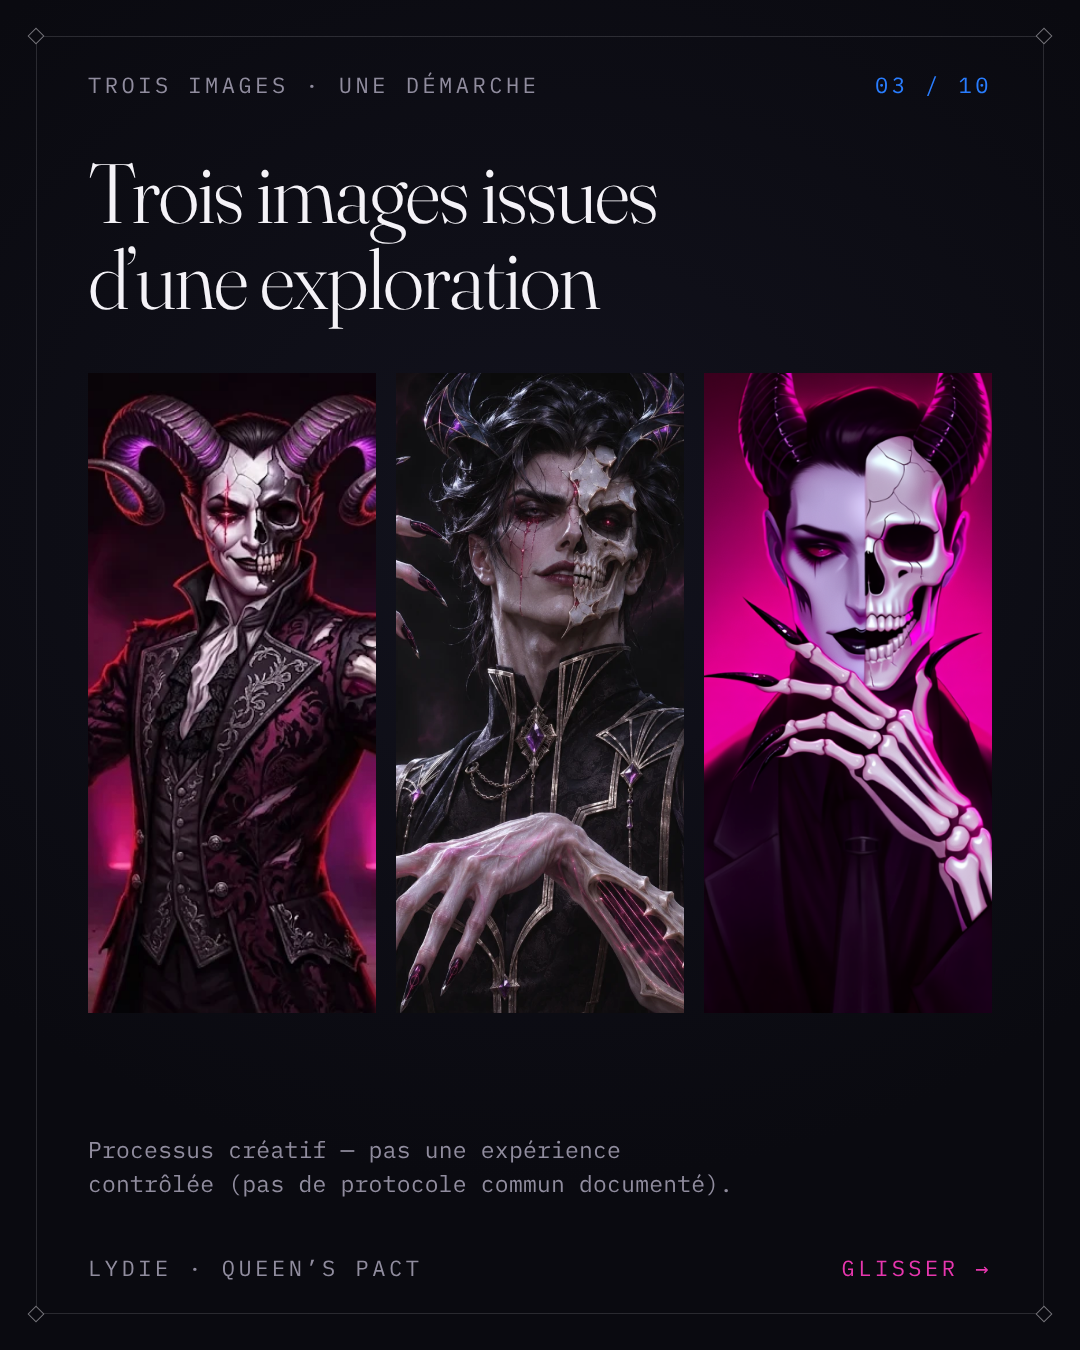 TROIS IMAGES · UNE DÉMARCHE
03 / 10
Trois images issues
d’une exploration
Processus créatif — pas une expérience
contrôlée (pas de protocole commun documenté).
LYDIE · QUEEN’S PACT
GLISSER →